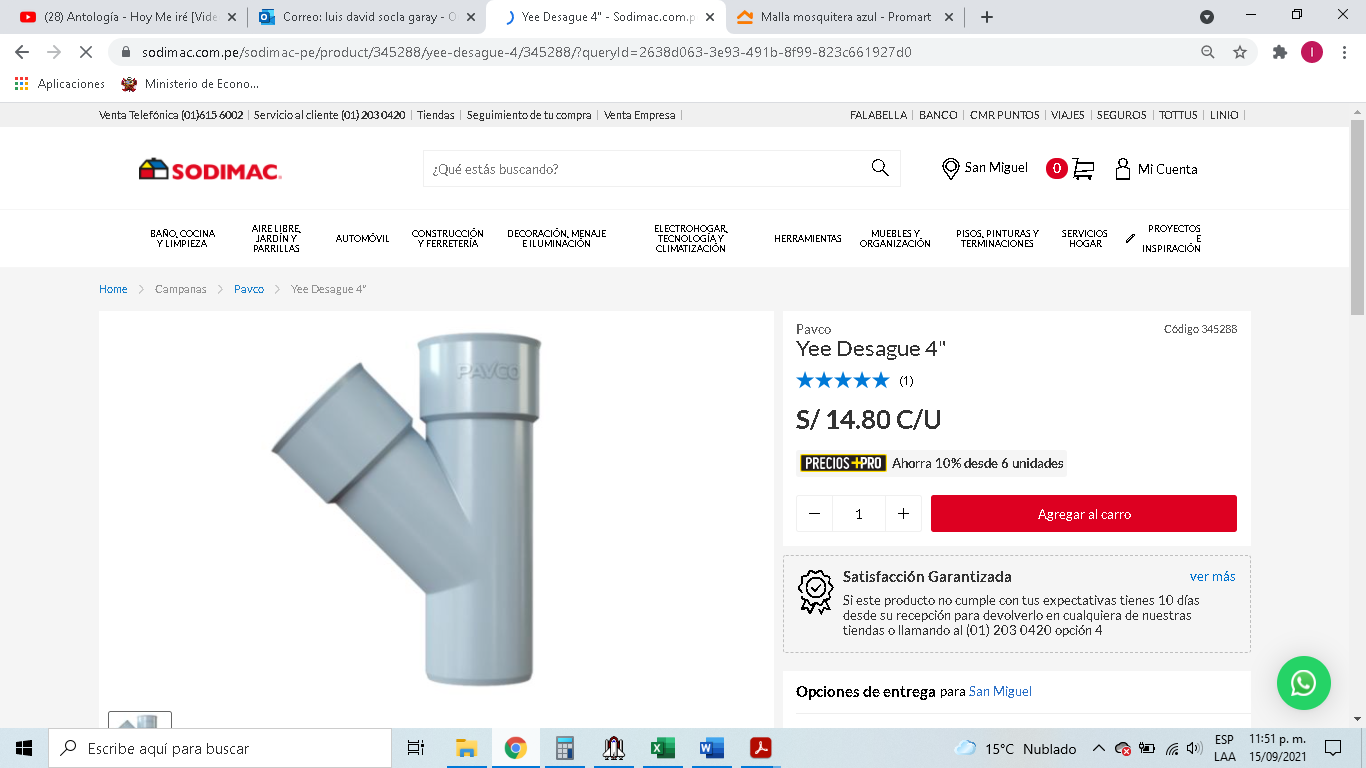 (28) Antología - Hoy Me iré [Vide
Correo: luis david socla garay - O
Yee Desague 4" - Sodimac.com.p
Malla mosquitera azul - Promart
sodimac.com.pe/sodimac-pe/product/345288/yee-desague-4/345288/?queryId=2638d063-3e93-491b-8f99-823c661927d0
I
Aplicaciones
Ministerio de Econo...
Venta Telefónica (01)615 6002
Servicio al cliente (01) 203 0420
Tiendas
Seguimiento de tu compra
Venta Empresa
FALABELLA
BANCO
CMR PUNTOS
VIAJES
SEGUROS
TOTTUS
LINIO
SODIMAC
¿Qué estás buscando?
San Miguel
0
Mi Cuenta
BAÑO, COCINA
Y LIMPIEZA
AIRE LIBRE,
JARDÍN Y
PARRILLAS
AUTOMÓVIL
CONSTRUCCIÓN
Y FERRETERÍA
DECORACIÓN, MENAJE
E ILUMINACIÓN
ELECTROHOGAR,
TECNOLOGÍA Y
CLIMATIZACIÓN
HERRAMIENTAS
MUEBLES Y
ORGANIZACIÓN
PISOS, PINTURAS Y
TERMINACIONES
SERVICIOS
HOGAR
PROYECTOS
E
INSPIRACIÓN
Home
Campanas
Pavco
Yee Desague 4"
PAVCO
Pavco
Código 345288
Yee Desague 4"
(1)
S/ 14.80 C/U
PRECIOS+PRO Ahorra 10% desde 6 unidades
1
Agregar al carro
Satisfacción Garantizada
ver más
Si este producto no cumple con tus expectativas tienes 10 días
desde su recepción para devolverlo en cualquiera de nuestras
tiendas o llamando al (01) 203 0420 opción 4
Opciones de entrega para San Miguel
Escribe aquí para buscar
15°C Nublado
ESP
LAA
11:51 p. m.
15/09/2021